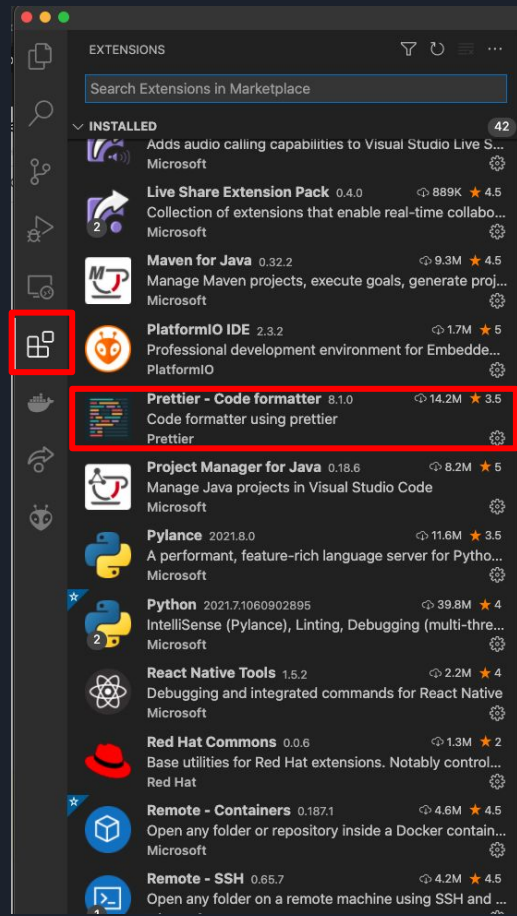 EXTENSIONS
Search Extensions in Marketplace
INSTALLED 42
Adds audio calling capabilities to Visual Studio Live S...
Microsoft
Live Share Extension Pack 0.4.0 889K 4.5
Collection of extensions that enable real-time collabo...
2
Microsoft
Maven for Java 0.32.2 9.3M 4.5
Manage Maven projects, execute goals, generate proj...
Microsoft
PlatformIO IDE 2.3.2 1.7M 5
Professional development environment for Embedde...
PlatformIO
Prettier - Code formatter 8.1.0 14.2M 3.5
Code formatter using prettier
Prettier
Project Manager for Java 0.18.6 8.2M 5
Manage Java projects in Visual Studio Code
Microsoft
Pylance 2021.8.0 11.6M 3.5
A performant, feature-rich language server for Pytho...
Microsoft
Python 2021.7.1060902895 39.8M 4
IntelliSense (Pylance), Linting, Debugging (multi-thre...
2
Microsoft
React Native Tools 1.5.2 2.2M 4
Debugging and integrated commands for React Native
Microsoft
Red Hat Commons 0.0.6 1.3M 2
Base utilities for Red Hat extensions. Notably control...
Red Hat
Remote - Containers 0.187.1 4.6M 4.5
Open any folder or repository inside a Docker contain...
Microsoft
Remote - SSH 0.65.7 4.2M 4.5
Open any folder on a remote machine using SSH and ...
1